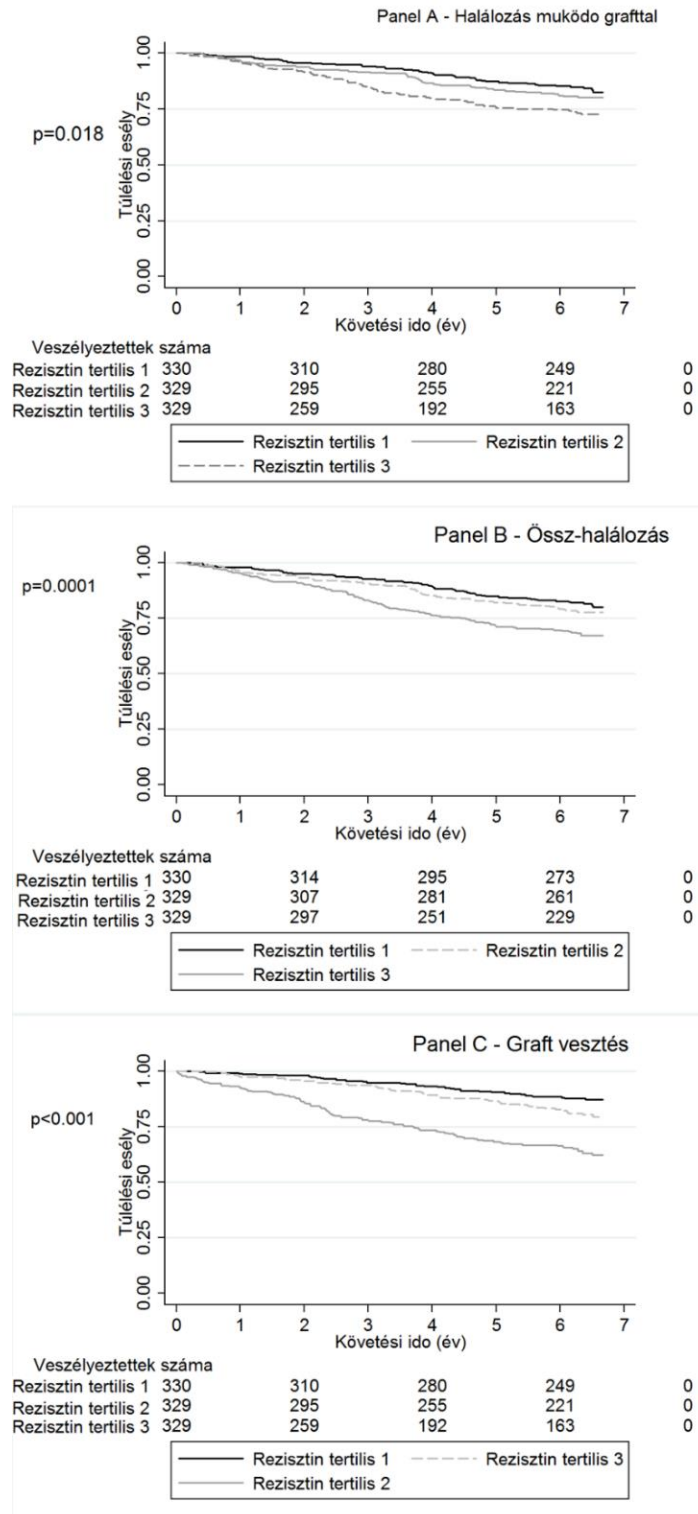 Panel A - Halálozás muködo grafttal
p=0.018
Túlélési esély
0.00 0.25 0.50 0.75 1.00
0 1 2 3 4 5 6 7
Követési ido (év)
Veszélyeztettek száma
Rezisztin tertilis 1 330 310 280 249 0
Rezisztin tertilis 2 329 295 255 221 0
Rezisztin tertilis 3 329 259 192 163 0
Rezisztin tertilis 1 Rezisztin tertilis 2
Rezisztin tertilis 3
Panel B - Össz-halálozás
p=0.0001
Túlélési esély
0.00 0.25 0.50 0.75 1.00
0 1 2 3 4 5 6 7
Követési ido (év)
Veszélyeztettek száma
Rezisztin tertilis 1 330 314 295 273 0
Rezisztin tertilis 2 329 307 281 261 0
Rezisztin tertilis 3 329 297 251 229 0
Rezisztin tertilis 1 Rezisztin tertilis 2
Rezisztin tertilis 3
Panel C - Graft vesztés
p<0.001
Túlélési esély
0.00 0.25 0.50 0.75 1.00
0 1 2 3 4 5 6 7
Követési ido (év)
Veszélyeztettek száma
Rezisztin tertilis 1 330 310 280 249 0
Rezisztin tertilis 2 329 295 255 221 0
Rezisztin tertilis 3 329 259 192 163 0
Rezisztin tertilis 1 Rezisztin tertilis 3
Rezisztin tertilis 2